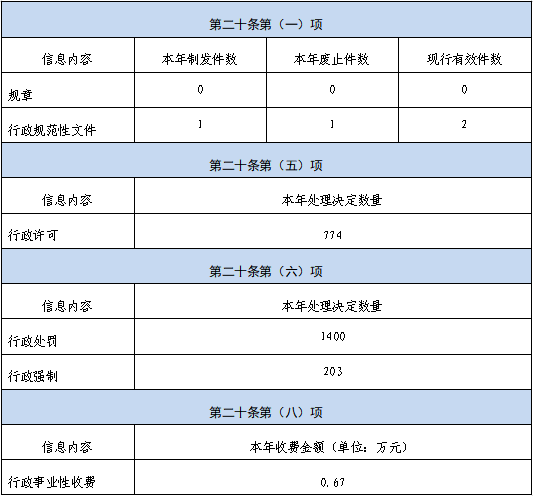 第二十条第（一）项
信息内容 本年制发件数 本年废止件数 现行有效件数
规章 0 0 0
行政规范性文件 1 1 2
第二十条第（五）项
信息内容 本年处理决定数量
行政许可 774
第二十条第（六）项
信息内容 本年处理决定数量
行政处罚 1400
行政强制 203
第二十条第（八）项
信息内容 本年收费金额（单位：万元）
行政事业性收费 0.67